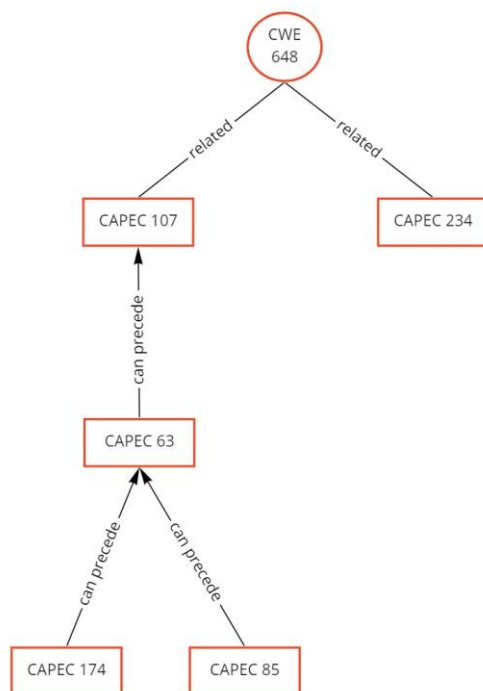 CWE
648
related
related
CAPEC 107
CAPEC 234
can precede
CAPEC 63
can precede
can precede
CAPEC 174
CAPEC 85